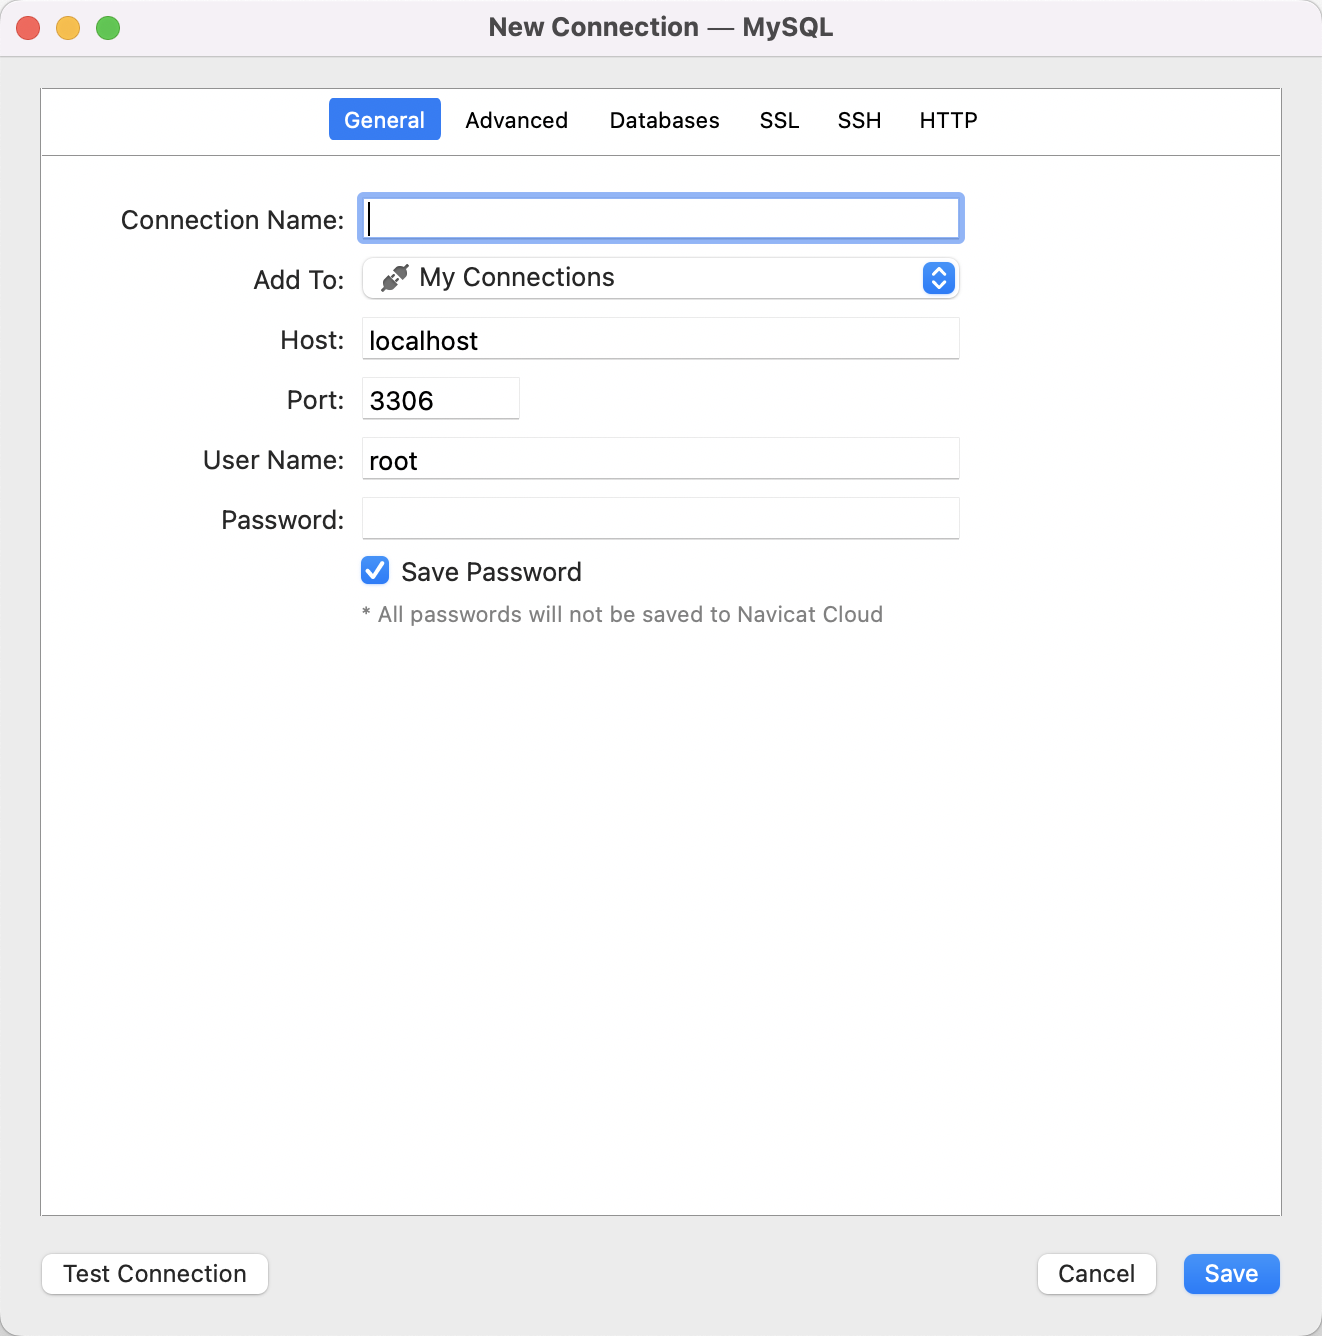 New Connection — MySQL
General Advanced Databases SSL SSH HTTP
Connection Name:
Add To: My Connections
Host: localhost
Port: 3306
User Name: root
Password:
Save Password
* All passwords will not be saved to Navicat Cloud
Test Connection Cancel Save